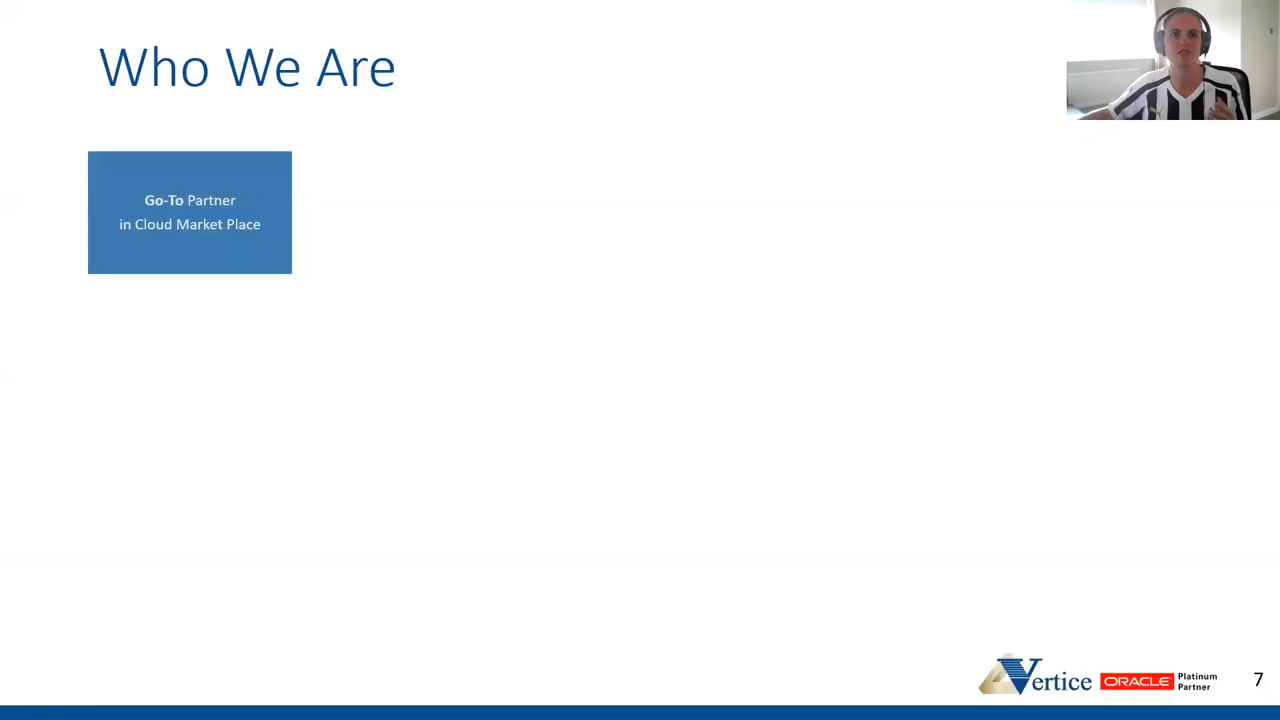 Who We Are
Go-To Partner
in Cloud Market Place
Vertice
ORACLE
Platinum
Partner
7